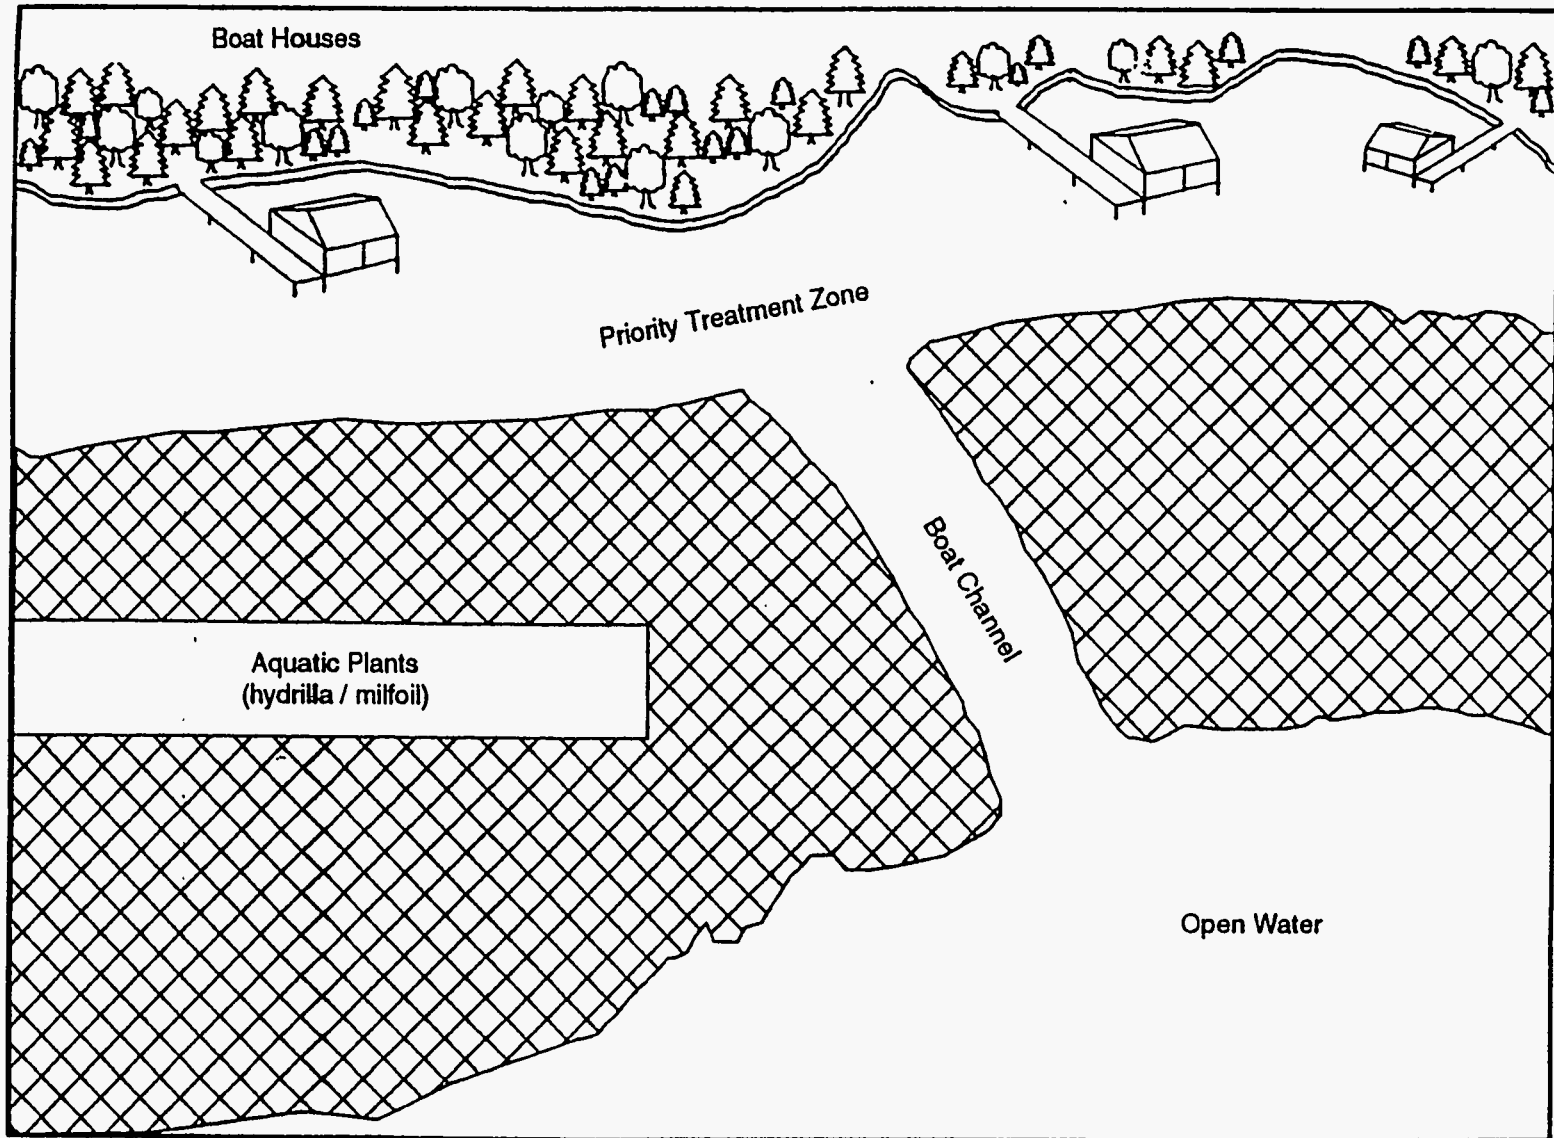 Boat Houses
Priority Treatment Zone
Boat Channel
Aquatic Plants
(hydrilla / milfoil)
Open Water